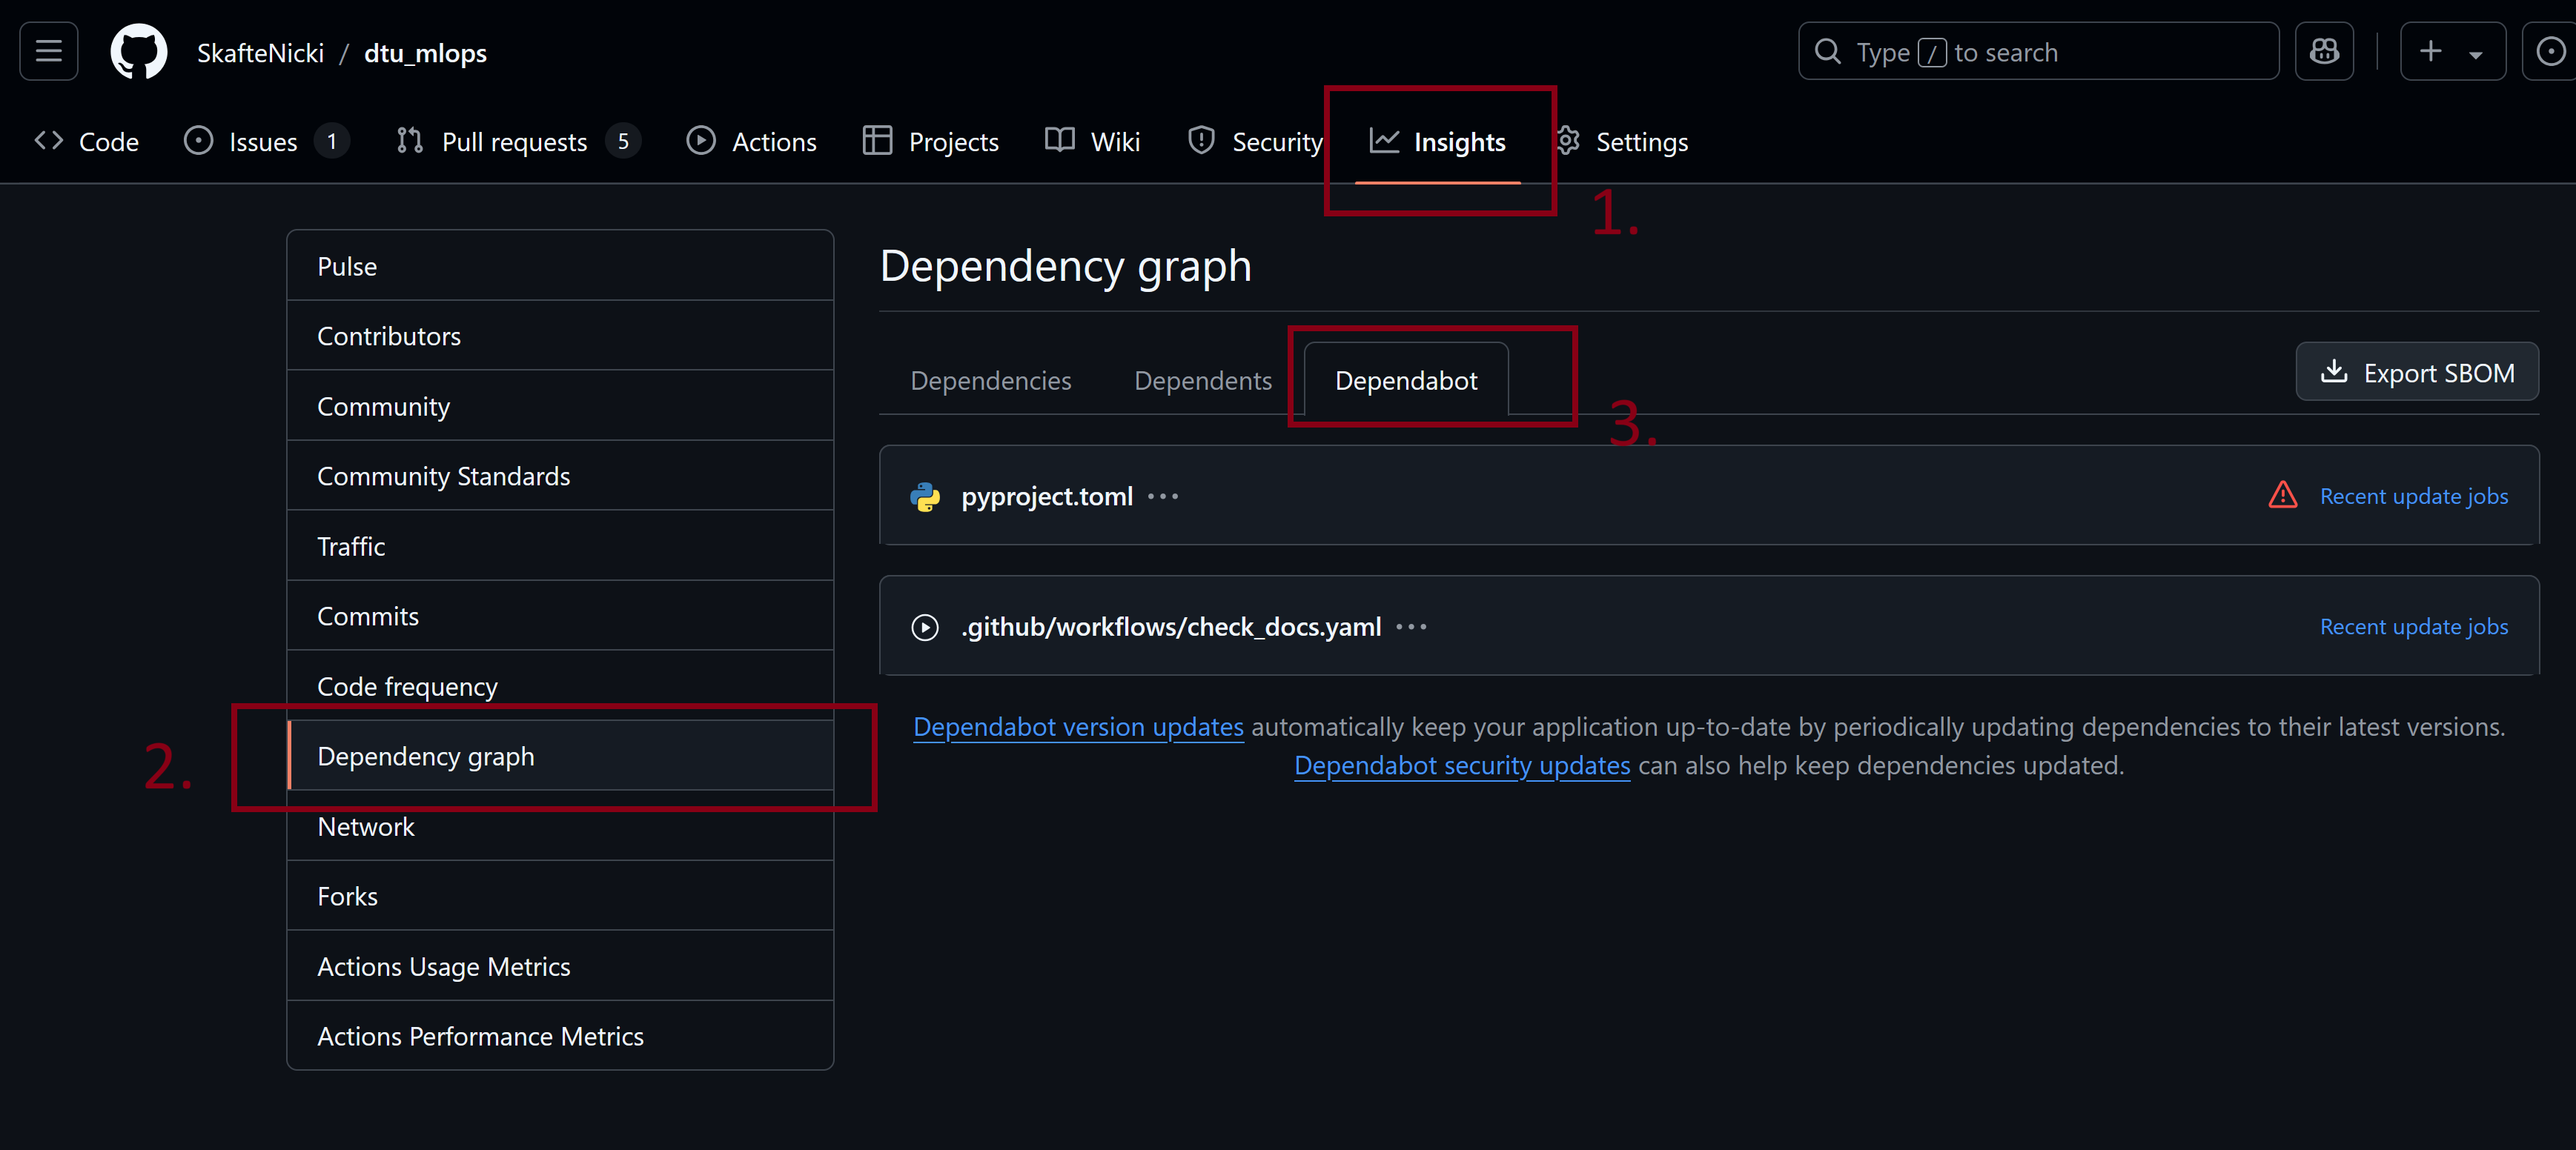 SkafteNicki / dtu_mlops
Type / to search
Code Issues 1 Pull requests 5 Actions Projects Wiki Security Insights Settings
1.
Pulse
Contributors
Community
Community Standards
Traffic
Commits
Code frequency
2. Dependency graph
Network
Forks
Actions Usage Metrics
Actions Performance Metrics
Dependency graph
Dependencies Dependents Dependabot Export SBOM
3.
pyproject.toml ··· Recent update jobs
.github/workflows/check_docs.yaml ··· Recent update jobs
Dependabot version updates automatically keep your application up-to-date by periodically updating dependencies to their latest versions.
Dependabot security updates can also help keep dependencies updated.